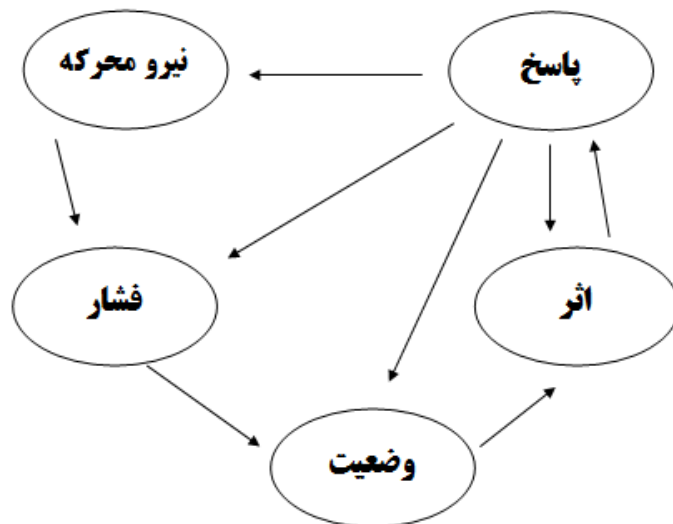 پاسخ
نیرو محرکه
فشار
اثر
وضعیت